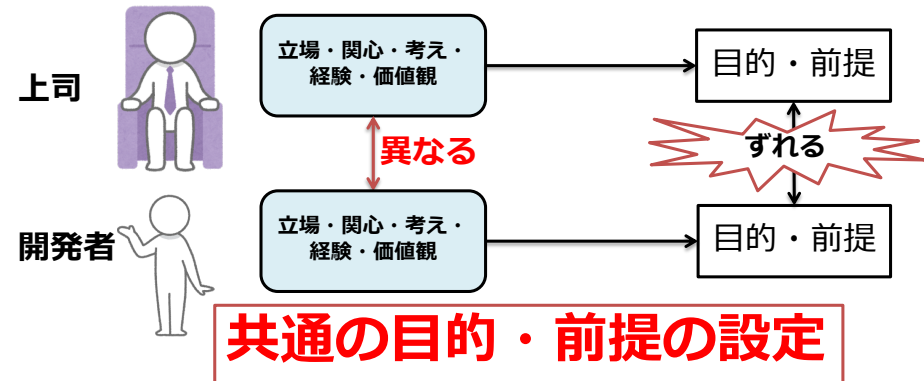 上司
立場・関心・考え・
経験・価値観
目的・前提
異なる
ずれる
開発者
立場・関心・考え・
経験・価値観
目的・前提
共通の目的・前提の設定